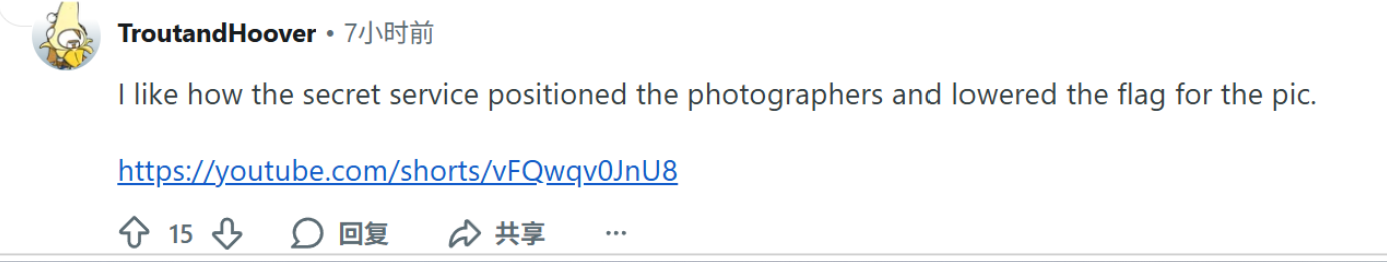 TroutandHoover • 7小时前
I like how the secret service positioned the photographers and lowered the flag for the pic.
https://youtube.com/shorts/vFQwqv0JnU8
15 回复 共享 ...